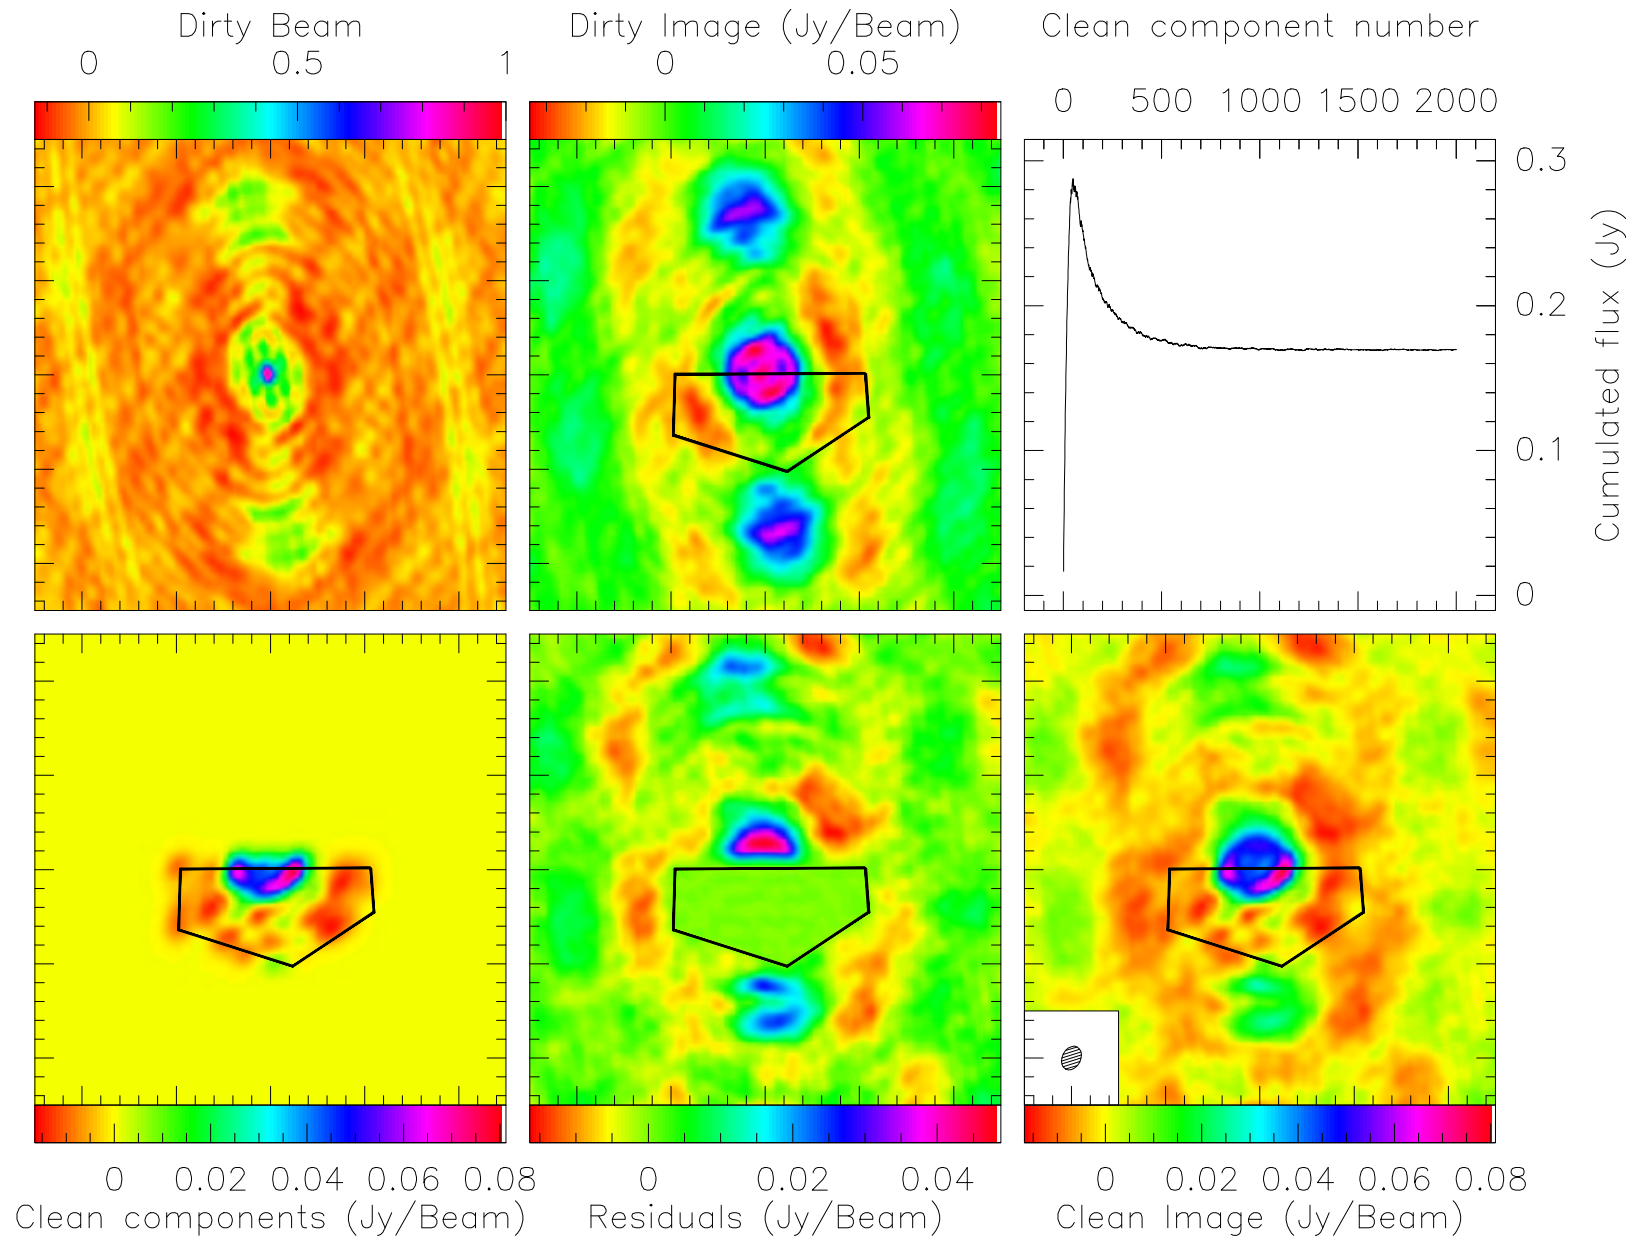 Dirty Beam
0 0.5 1
Dirty Image (Jy/Beam)
0 0.05
Clean component number
0 500 1000 1500 2000
0.3
0.2
0.1
0
Cumulated flux (Jy)
0 0.02 0.04 0.06 0.08
Clean components (Jy/Beam)
0 0.02 0.04
Residuals (Jy/Beam)
0 0.02 0.04 0.06 0.08
Clean Image (Jy/Beam)